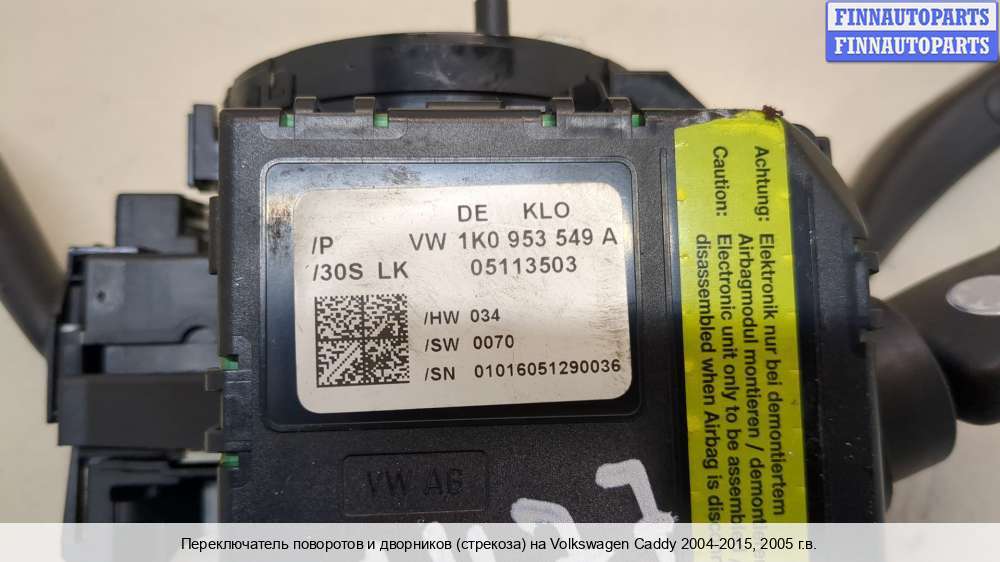 FINNAUTOPARTS
FINNAUTOPARTS
DE KLO
/P VW 1K0 953 549 A
/30S LK 05113503
/HW 034
/SW 0070
/SN 01016051290036
VW AG
Achtung: Elektronik nur bei demontiertem
Airbagmodul montieren /
Caution: Electronic unit only to be
disassembled when Airbag is
Переключатель поворотов и дворников (стрекоза) на Volkswagen Caddy 2004-2015, 2005 г.в.